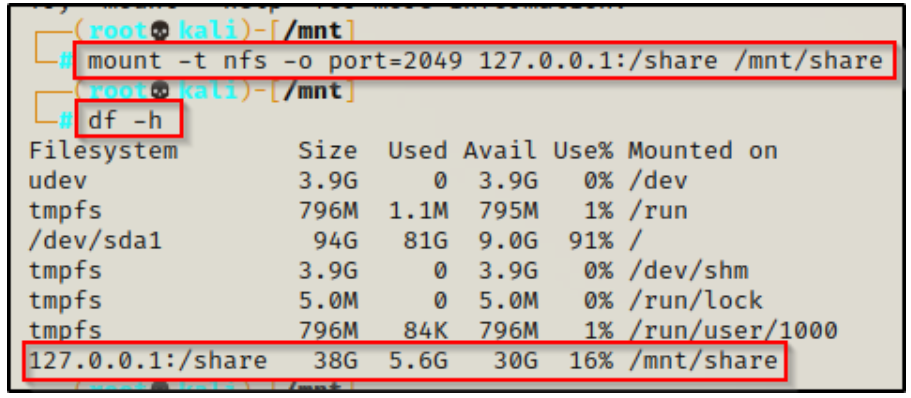 (root💀kali)-[/mnt]
# mount -t nfs -o port=2049 127.0.0.1:/share /mnt/share
(root💀kali)-[/mnt]
# df -h
Filesystem Size Used Avail Use% Mounted on
udev 3.9G 0 3.9G 0% /dev
tmpfs 796M 1.1M 795M 1% /run
/dev/sda1 94G 81G 9.0G 91% /
tmpfs 3.9G 0 3.9G 0% /dev/shm
tmpfs 5.0M 0 5.0M 0% /run/lock
tmpfs 796M 84K 796M 1% /run/user/1000
127.0.0.1:/share 38G 5.6G 30G 16% /mnt/share